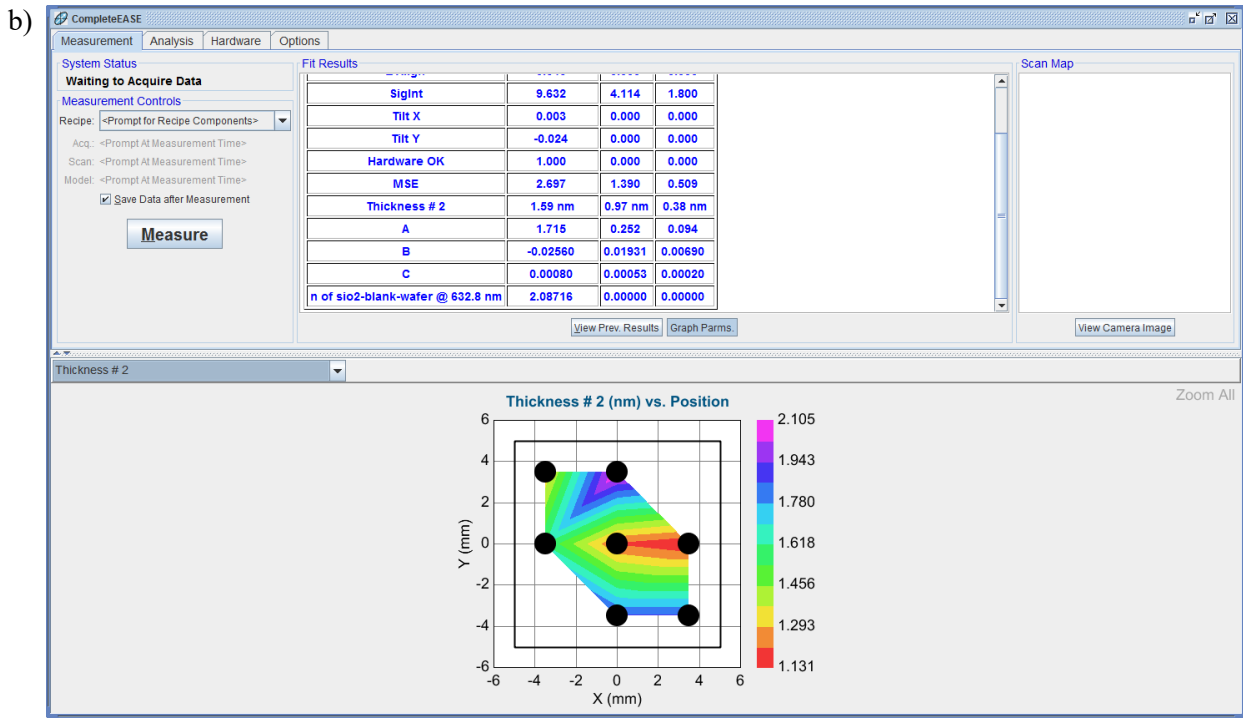 b)
CompleteEASE
Measurement Analysis Hardware Options
System Status
Waiting to Acquire Data
Measurement Controls
Recipe: <Prompt for Recipe Components>
Acq.: <Prompt At Measurement Time>
Scan: <Prompt At Measurement Time>
Model: <Prompt At Measurement Time>
Save Data after Measurement
Measure
Fit Results
SigInt 9.632 4.114 1.800
Tilt X 0.003 0.000 0.000
Tilt Y -0.024 0.000 0.000
Hardware OK 1.000 0.000 0.000
MSE 2.697 1.390 0.509
Thickness # 2 1.59 nm 0.97 nm 0.38 nm
A 1.715 0.252 0.094
B -0.02560 0.01931 0.00690
C 0.00080 0.00053 0.00020
n of sio2-blank-wafer @ 632.8 nm 2.08716 0.00000 0.00000
View Prev. Results Graph Parms.
Scan Map
View Camera Image
Thickness # 2
Zoom All
Thickness # 2 (nm) vs. Position
6
4
2
0
-2
-4
-6
Y (mm)
-6 -4 -2 0 2 4 6
X (mm)
2.105
1.943
1.780
1.618
1.456
1.293
1.131